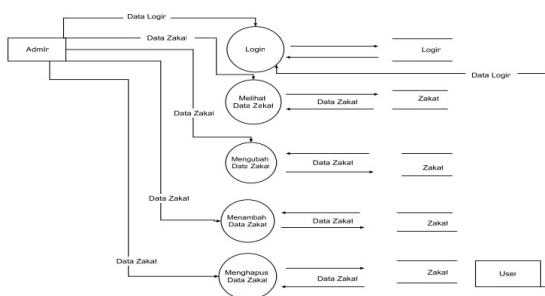 Data Login
Data Zakat
Admin
Login
Login
Data Login
Melihat
Data Zakat
Data Zakat
Zakat
Data Zakat
Mengubah
Data Zakat
Data Zakat
Zakat
Data Zakat
Menambah
Data Zakat
Data Zakat
Zakat
Data Zakat
Menghapus
Data Zakat
Data Zakat
Zakat
User